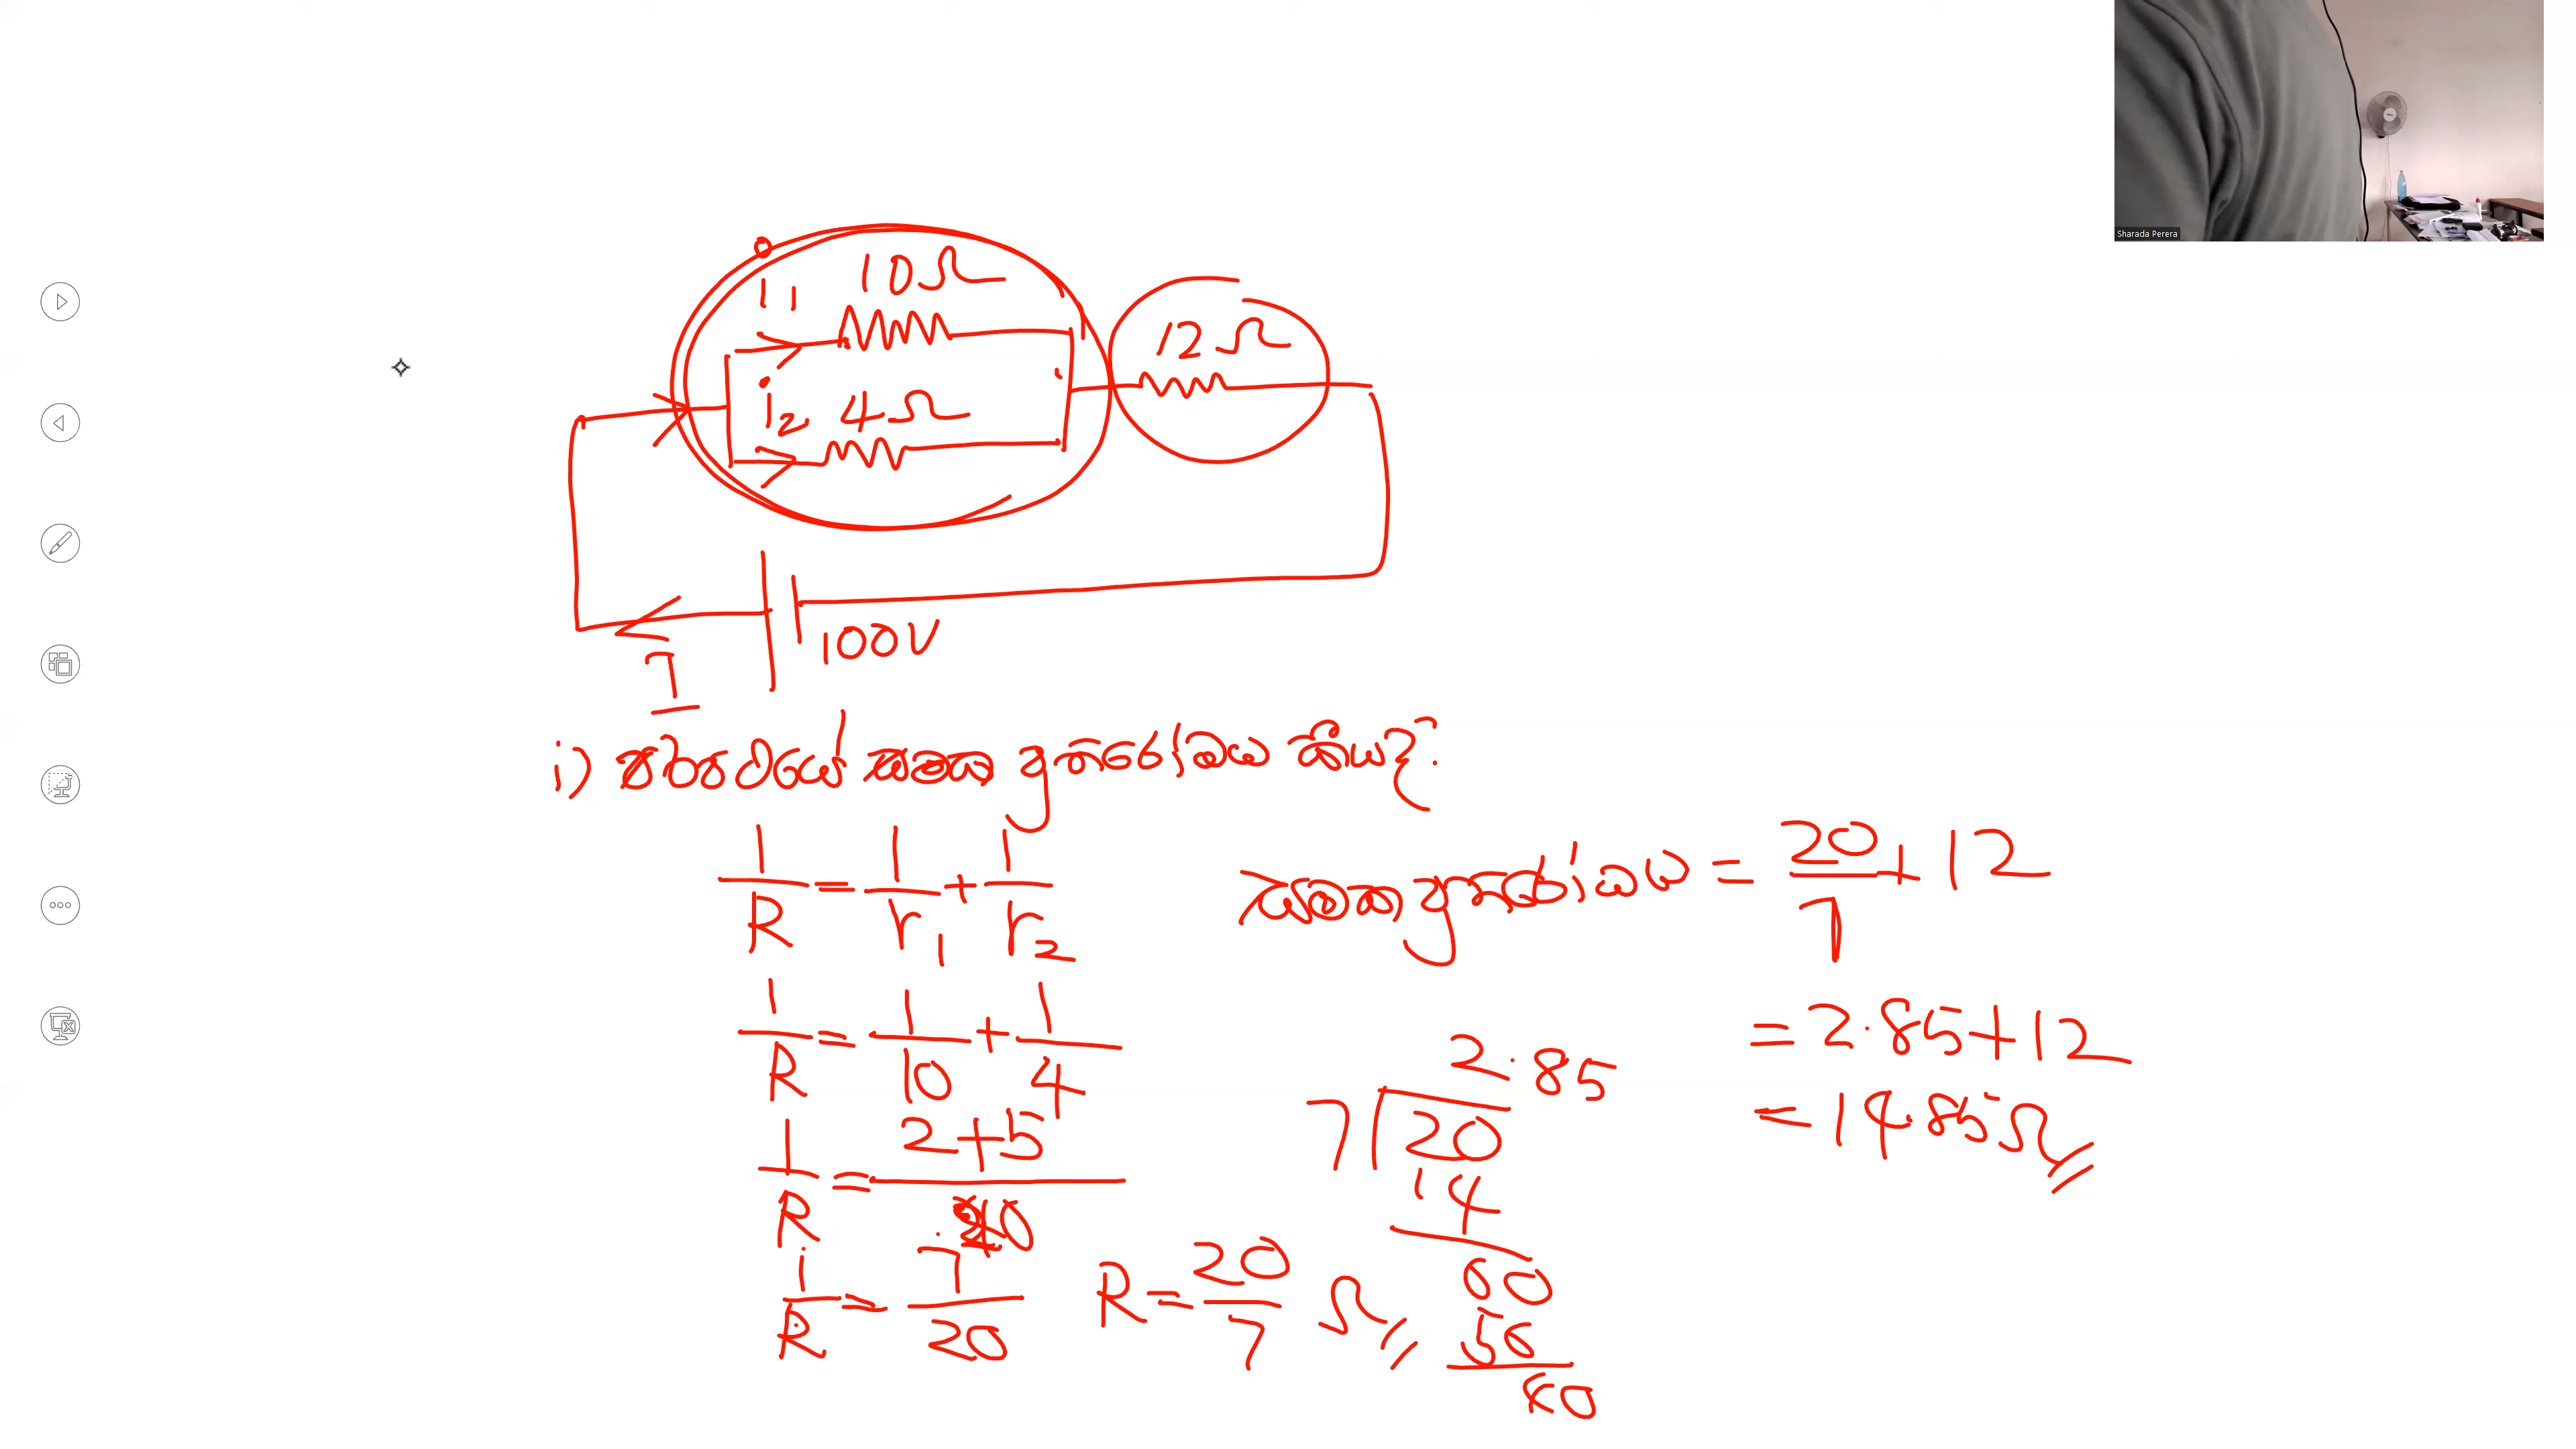 Sharada Perera
10Ω
i1
12Ω
i2 4Ω
100V
I
i) පරිපථයේ සමක ප්‍රතිරෝධය කීයද?
1/R = 1/r1 + 1/r2
සමක ප්‍රතිරෝධය = 20/7 + 12
1/R = 1/10 + 1/4
= 2.85 + 12
= 14.85Ω
1/R = 2+5/20
1/R = 7/20
R = 20/7 Ω
2.85
7 20
14
60
56
40